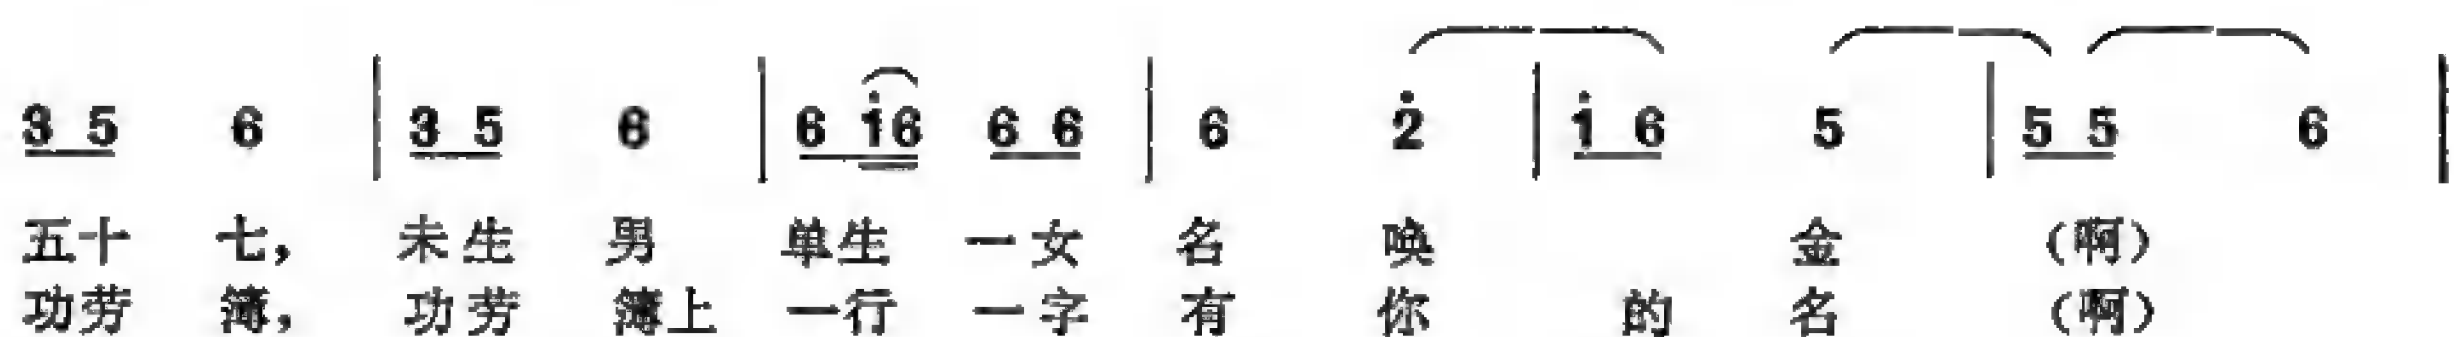 3 5 6 | 3 5 6 | 6 i̇6 6 6 | 6 2̇ | i̇ 6 5 | 5 5 6 ‖
五十 七， 未生 男 单生 一女 名 唤 金 （啊）
功劳 簿， 功劳 簿上 一行 一字 有 你 的 名 （啊）